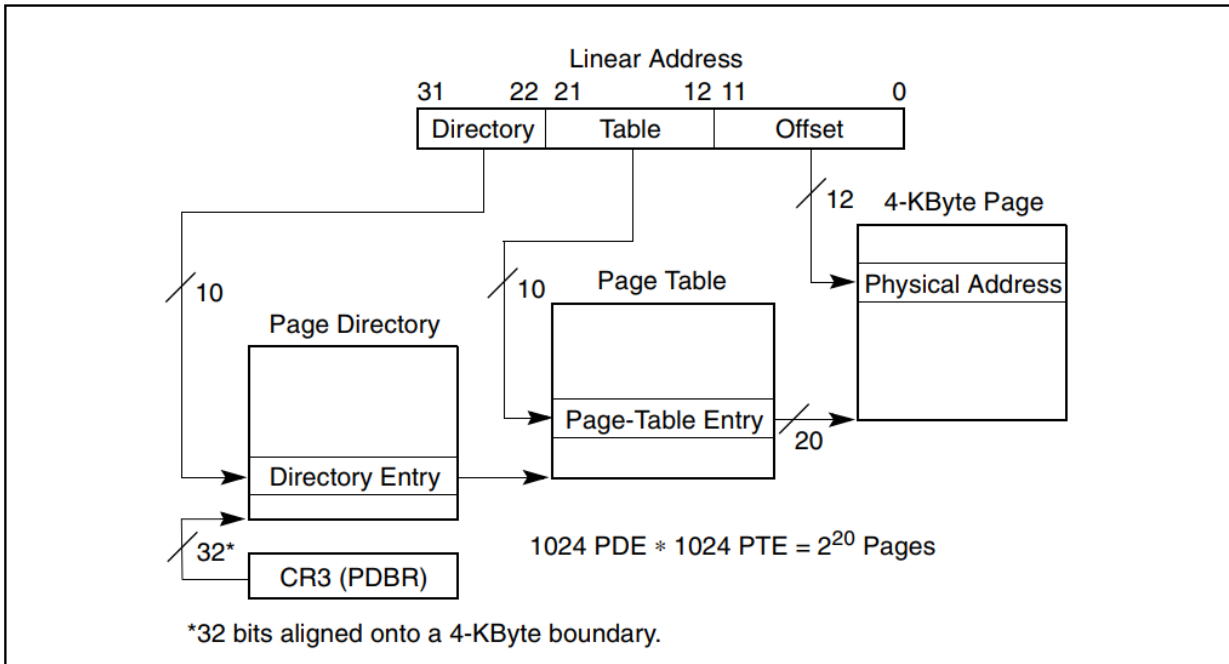 Linear Address
31 22 21 12 11 0
Directory Table Offset
12
4-KByte Page
10
10
Page Table
Physical Address
Page Directory
Page-Table Entry
20
Directory Entry
32*
1024 PDE * 1024 PTE = 2²⁰ Pages
CR3 (PDBR)
*32 bits aligned onto a 4-KByte boundary.